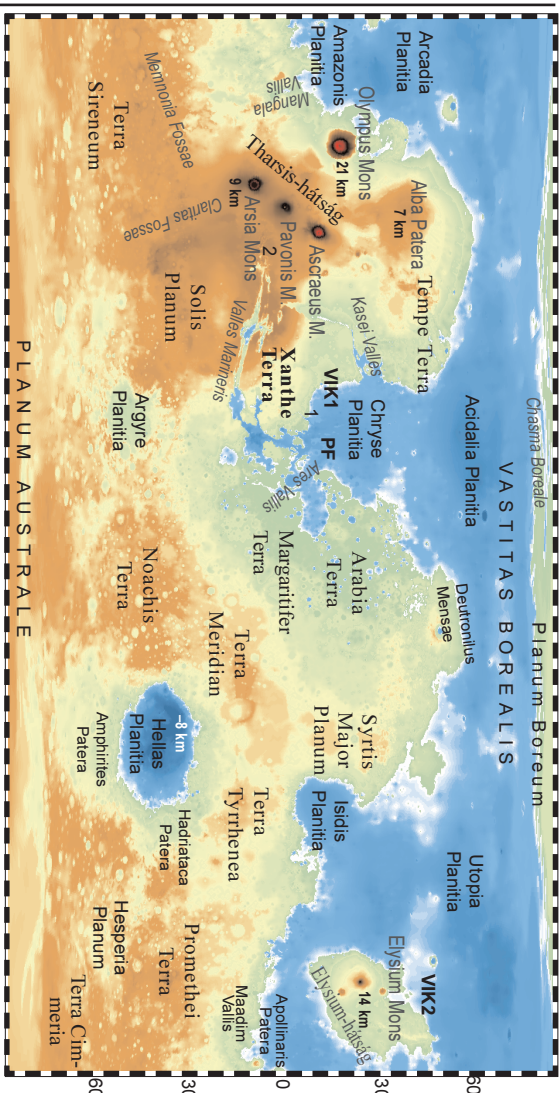 Planum Boreum
Chasma Boreale
VASTITAS BOREALIS
60
Arcadia
Planitia
Acidalia Planitia
Utopia
Planitia
Alba Patera
7 km
Tempe Terra
Deutronilus
Mensae
VIK2
Elysium Mons
14 km
Elysium-hátság
30
Amazonis
Planitia
Olympus Mons
21 km
Kasei Valles
Chryse
Planitia
VIK1
PF
1
Arabia
Terra
Syrtis
Major
Planum
Isidis
Planitia
Mangala
Vallis
Tharsis-hátság
Ascraeus M.
Pavonis M.
2
Arsia Mons
9 km
Xanthe
Terra
Ares Vallis
Margaritifer
Terra
0
Apollinaris
Patera
Maadim
Vallis
Valles Marineris
Terra
Meridian
Terra
Tyrrhenea
Memnonia Fossae
Claritas Fossae
Solis
Planum
30
Terra
Sireneum
Argyre
Planitia
Noachis
Terra
–8 km
Hellas
Planitia
Hadriataca
Patera
Promethei
Terra
Amphirites
Patera
Hesperia
Planum
Terra Cim-
meria
60
PLANUM AUSTRALE